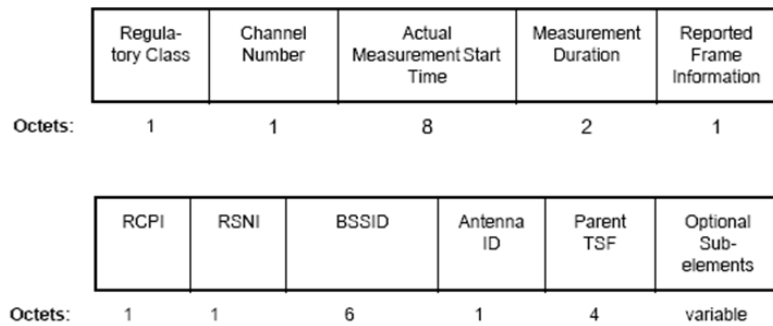 Regula-
tory Class
Channel
Number
Actual
Measurement Start
Time
Measurement
Duration
Reported
Frame
Information
Octets: 1 1 8 2 1
RCPI
RSNI
BSSID
Antenna
ID
Parent
TSF
Optional
Sub-
elements
Octets: 1 1 6 1 4 variable